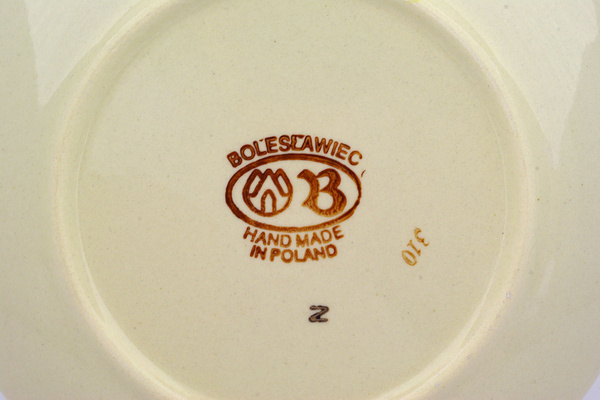 BOLESŁAWIEC
B
HAND MADE
IN POLAND
310
Z